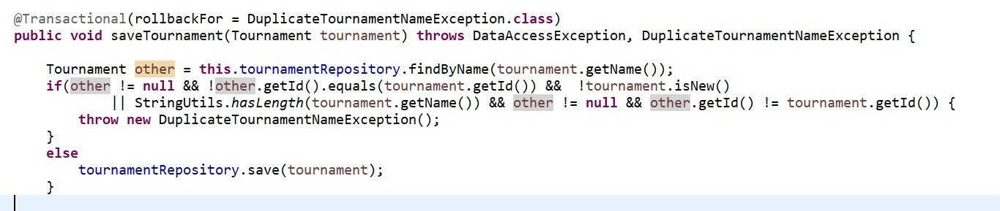 @Transactional(rollbackFor = DuplicateTournamentNameException.class)
public void saveTournament(Tournament tournament) throws DataAccessException, DuplicateTournamentNameException {
Tournament other = this.tournamentRepository.findByName(tournament.getName());
if(other != null && !other.getId().equals(tournament.getId()) &&  !tournament.isNew()
|| StringUtils.hasLength(tournament.getName()) && other != null && other.getId() != tournament.getId()) {
throw new DuplicateTournamentNameException();
}
else
tournamentRepository.save(tournament);
}